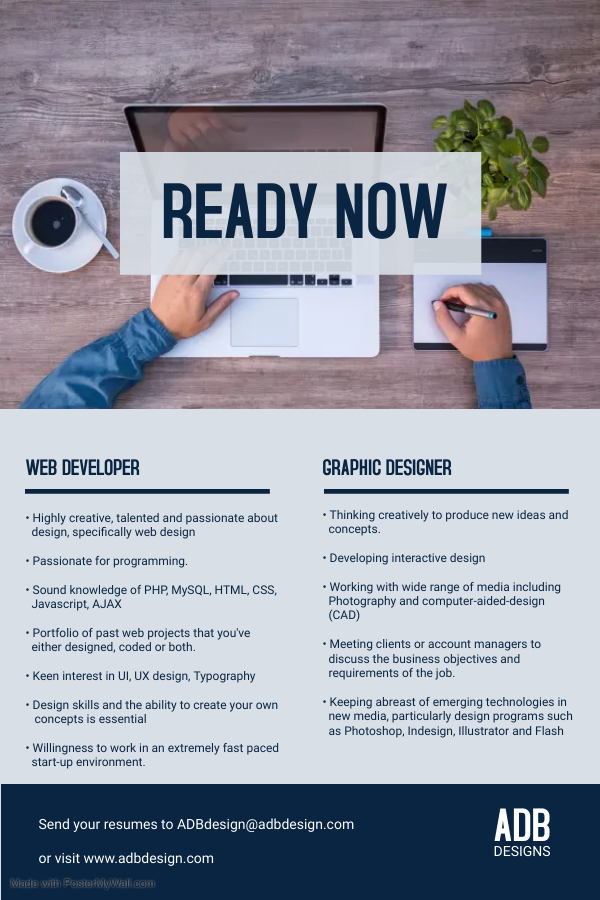 READY NOW
WEB DEVELOPER
• Highly creative, talented and passionate about
design, specifically web design
• Passionate for programming.
• Sound knowledge of PHP, MySQL, HTML, CSS,
Javascript, AJAX
• Portfolio of past web projects that you've
either designed, coded or both.
• Keen interest in UI, UX design, Typography
• Design skills and the ability to create your own
concepts is essential
• Willingness to work in an extremely fast paced
start-up environment.
GRAPHIC DESIGNER
• Thinking creatively to produce new ideas and
concepts.
• Developing interactive design
• Working with wide range of media including
Photography and computer-aided-design
(CAD)
• Meeting clients or account managers to
discuss the business objectives and
requirements of the job.
• Keeping abreast of emerging technologies in
new media, particularly design programs such
as Photoshop, Indesign, Illustrator and Flash
Send your resumes to ADBdesign@adbdesign.com
or visit www.adbdesign.com
ADB
DESIGNS
Made with PosterMyWall.com